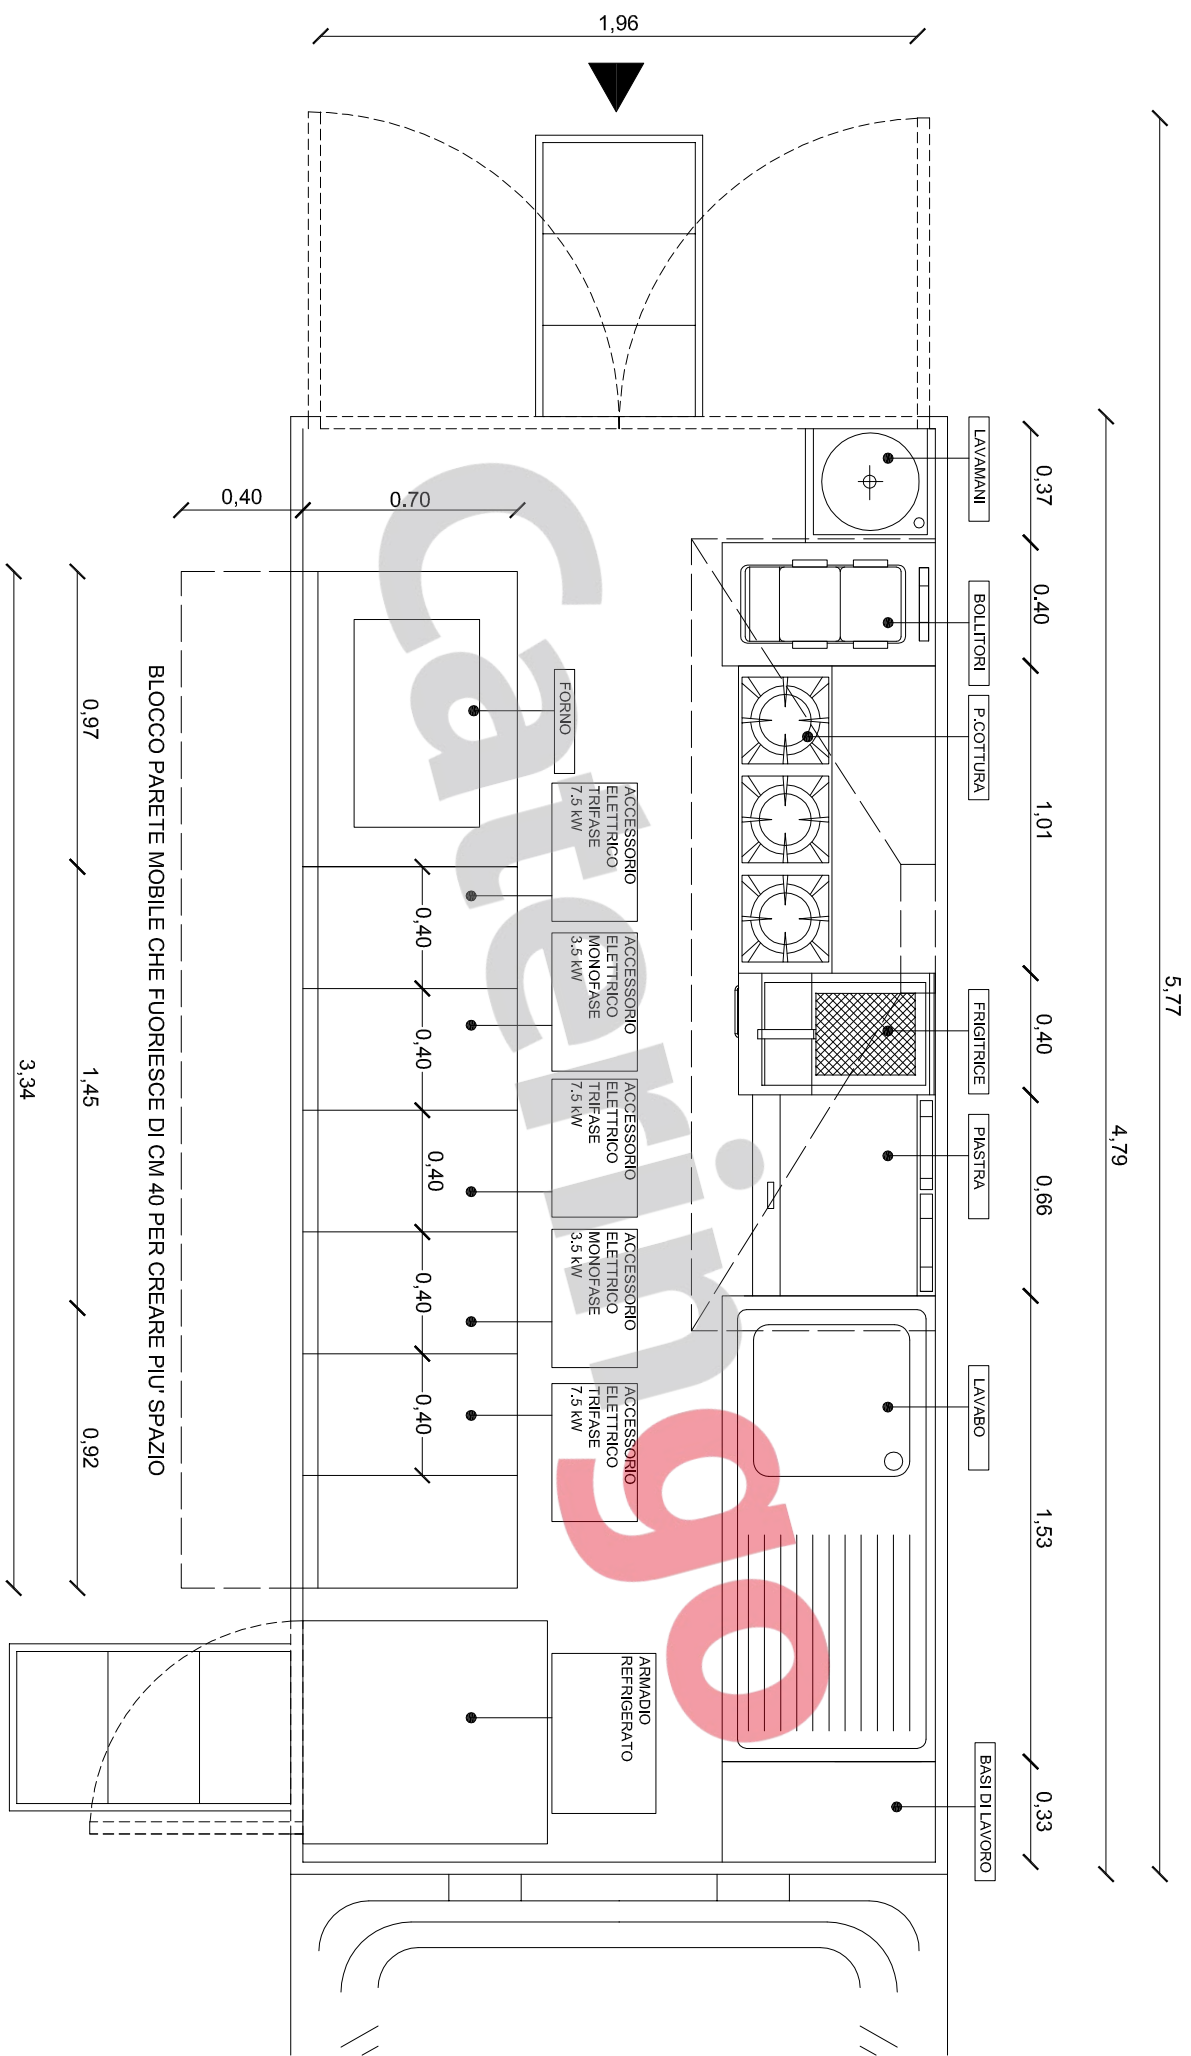 1,96
5,77
4,79
0,37
0.40
1,01
0,40
0,66
1,53
0,33
LAVAMANI
BOLLITORI
P.COTTURA
FRIGITRICE
PIASTRA
LAVABO
BASI DI LAVORO
0,40
0.70
FORNO
ACCESSORIO
ELETTRICO
TRIFASE
7.5 kW
ACCESSORIO
ELETTRICO
MONOFASE
3.5 kW
ACCESSORIO
ELETTRICO
TRIFASE
7.5 kW
ACCESSORIO
ELETTRICO
MONOFASE
3.5 kW
ACCESSORIO
ELETTRICO
TRIFASE
7.5 kW
ARMADIO
REFRIGERATO
0,40
0,40
0,40
0,40
0,40
BLOCCO PARETE MOBILE CHE FUORIESCE DI CM 40 PER CREARE PIU' SPAZIO
0,97
1,45
0,92
3,34
Cateringo